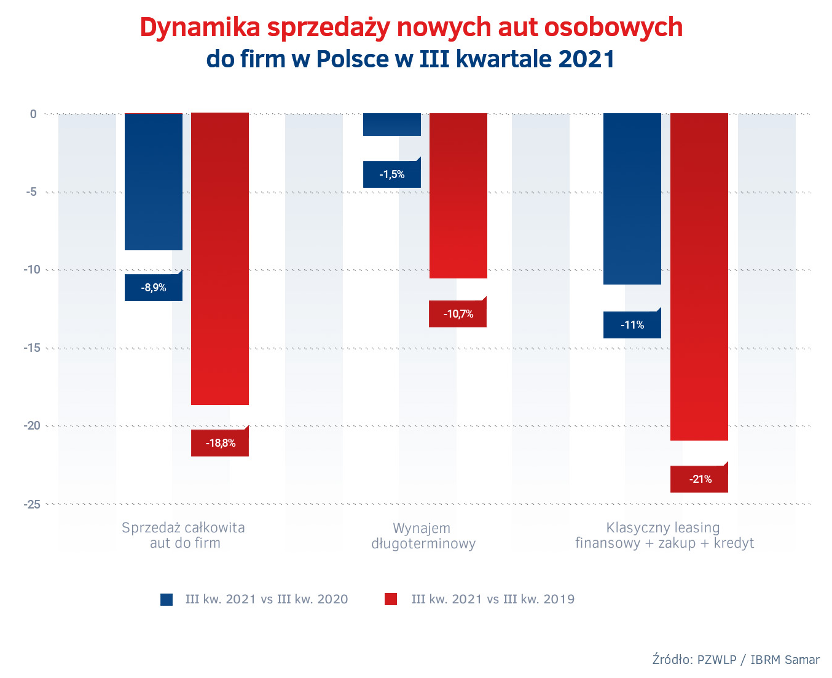 Dynamika sprzedaży nowych aut osobowych
do firm w Polsce w III kwartale 2021
0
-5
-10
-15
-20
-25
-8,9%
-18,8%
-1,5%
-10,7%
-11%
-21%
Sprzedaż całkowita
aut do firm
Wynajem
długoterminowy
Klasyczny leasing
finansowy + zakup + kredyt
III kw. 2021 vs III kw. 2020
III kw. 2021 vs III kw. 2019
Źródło: PZWLP / IBRM Samar